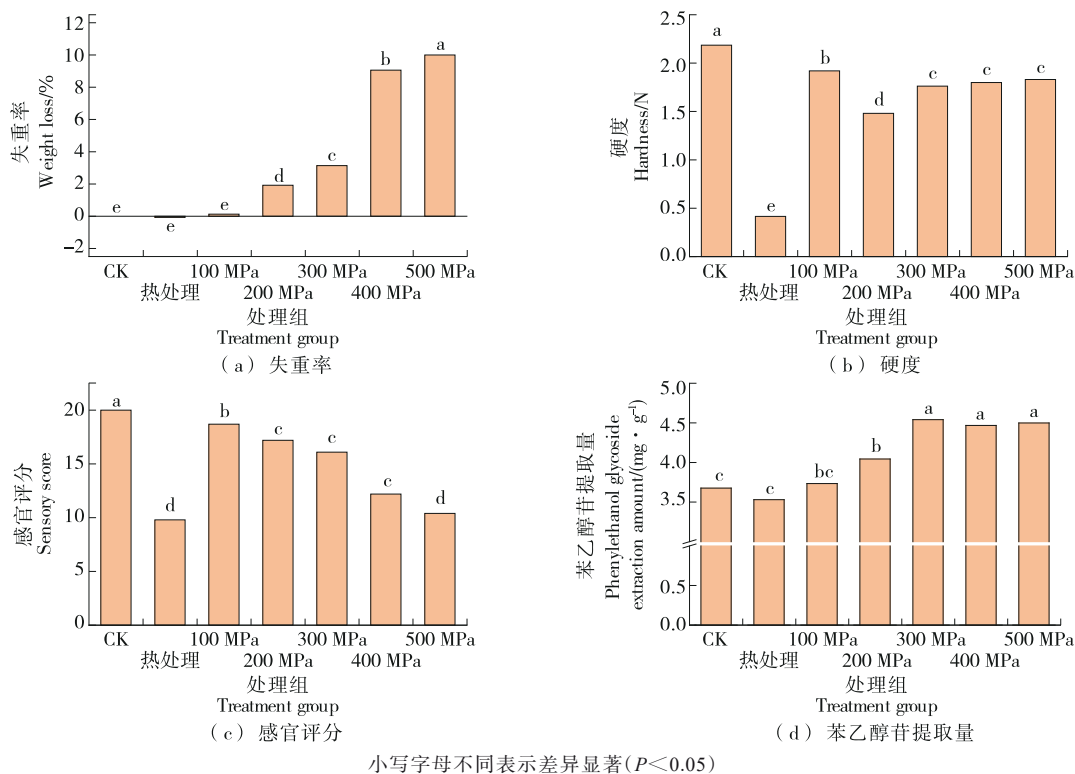 12
10
8
6
4
2
0
−2
失重率
Weight loss/%
e
e
e
d
c
b
a
CK
100 MPa
300 MPa
500 MPa
热处理
200 MPa
400 MPa
处理组
Treatment group
(a) 失重率
2.5
2.0
1.5
1.0
0.5
0.0
硬度
Hardness/N
a
e
b
d
c
c
c
CK
100 MPa
300 MPa
500 MPa
热处理
200 MPa
400 MPa
处理组
Treatment group
(b) 硬度
20
15
10
5
0
感官评分
Sensory score
a
d
b
c
c
c
d
CK
100 MPa
300 MPa
500 MPa
热处理
200 MPa
400 MPa
处理组
Treatment group
(c) 感官评分
5.0
4.5
4.0
3.5
0.5
0.0
苯乙醇苷提取量
Phenylethanol glycoside
extraction amount/(mg·g⁻¹)
c
c
bc
b
a
a
a
CK
100 MPa
300 MPa
500 MPa
热处理
200 MPa
400 MPa
处理组
Treatment group
(d) 苯乙醇苷提取量
小写字母不同表示差异显著(P＜0.05)